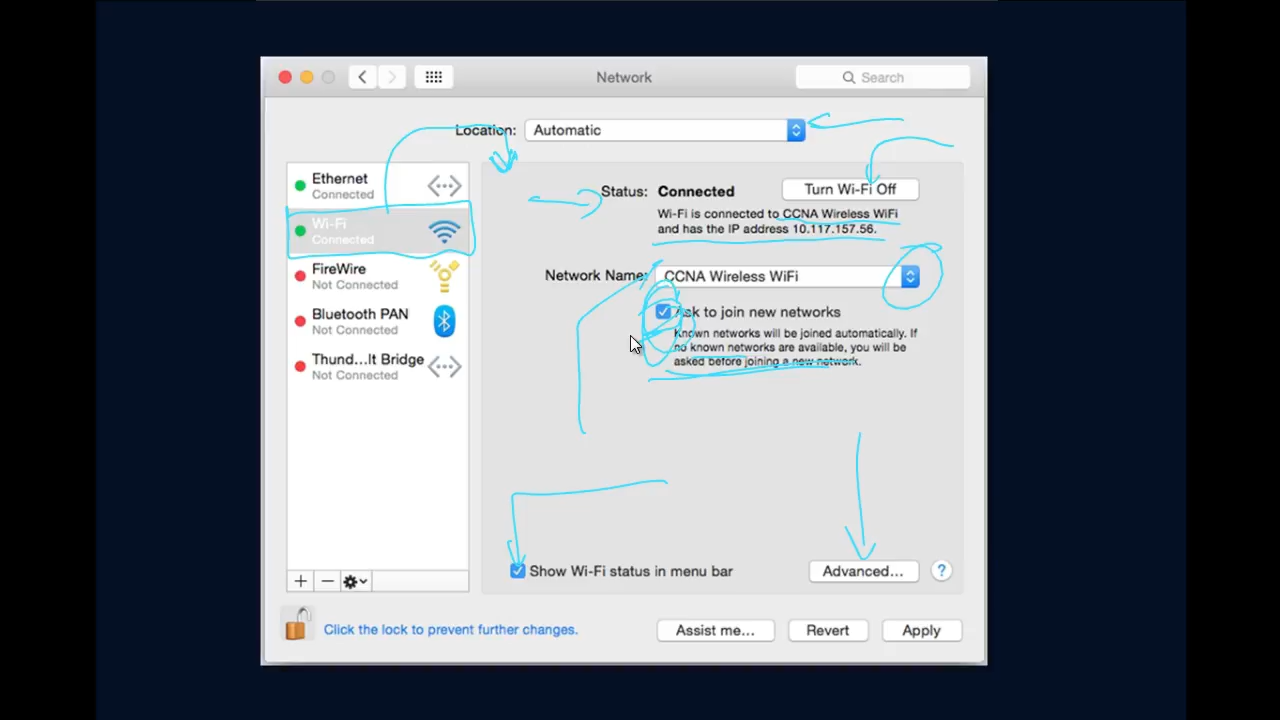 Network
Search
Location: Automatic
Ethernet
Connected
Wi-Fi
Connected
FireWire
Not Connected
Bluetooth PAN
Not Connected
Thund...lt Bridge
Not Connected
Status: Connected
Turn Wi-Fi Off
Wi-Fi is connected to CCNA Wireless WiFi
and has the IP address 10.117.157.56.
Network Name: CCNA Wireless WiFi
Ask to join new networks
Known networks will be joined automatically. If
no known networks are available, you will be
asked before joining a new network.
Show Wi-Fi status in menu bar
Advanced...
?
Click the lock to prevent further changes.
Assist me...
Revert
Apply